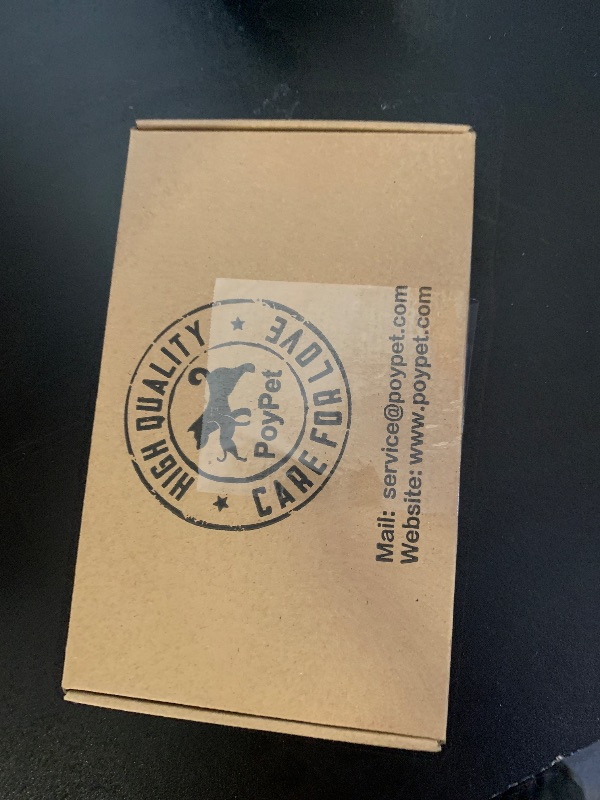 HIGH QUALITY
PoyPet
CARE FOR LOVE
Mail: service@poypet.com
Website: www.poypet.com